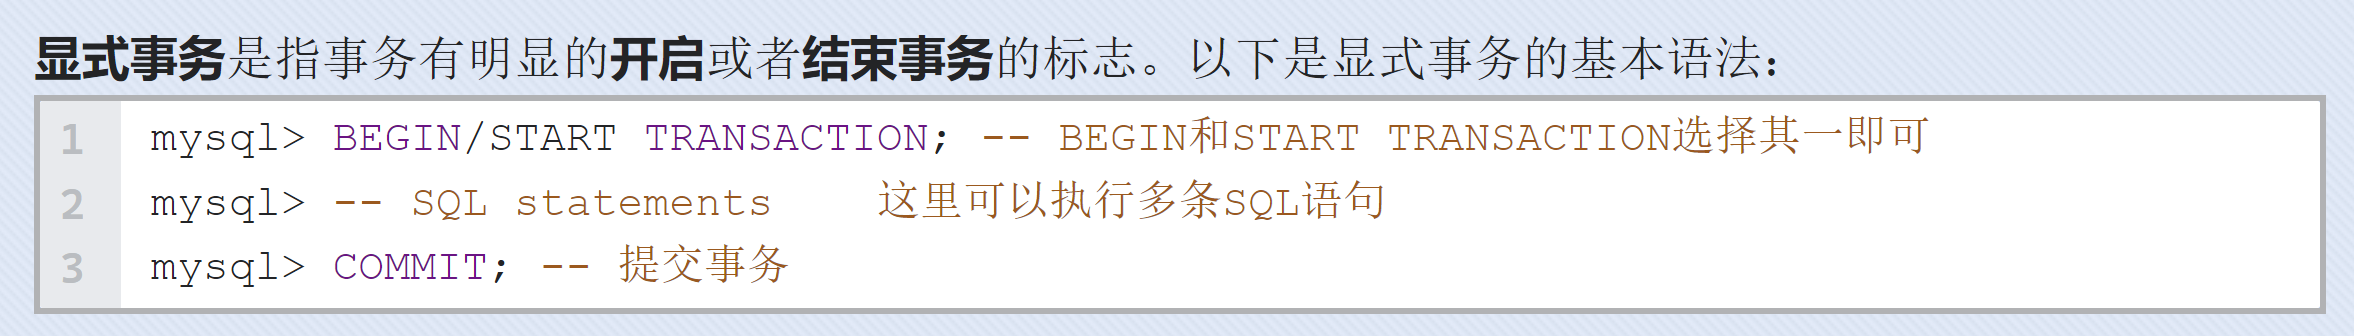 显式事务是指事务有明显的开启或者结束事务的标志。以下是显式事务的基本语法：
1 mysql> BEGIN/START TRANSACTION; -- BEGIN和START TRANSACTION选择其一即可
2 mysql> -- SQL statements    这里可以执行多条SQL语句
3 mysql> COMMIT; -- 提交事务